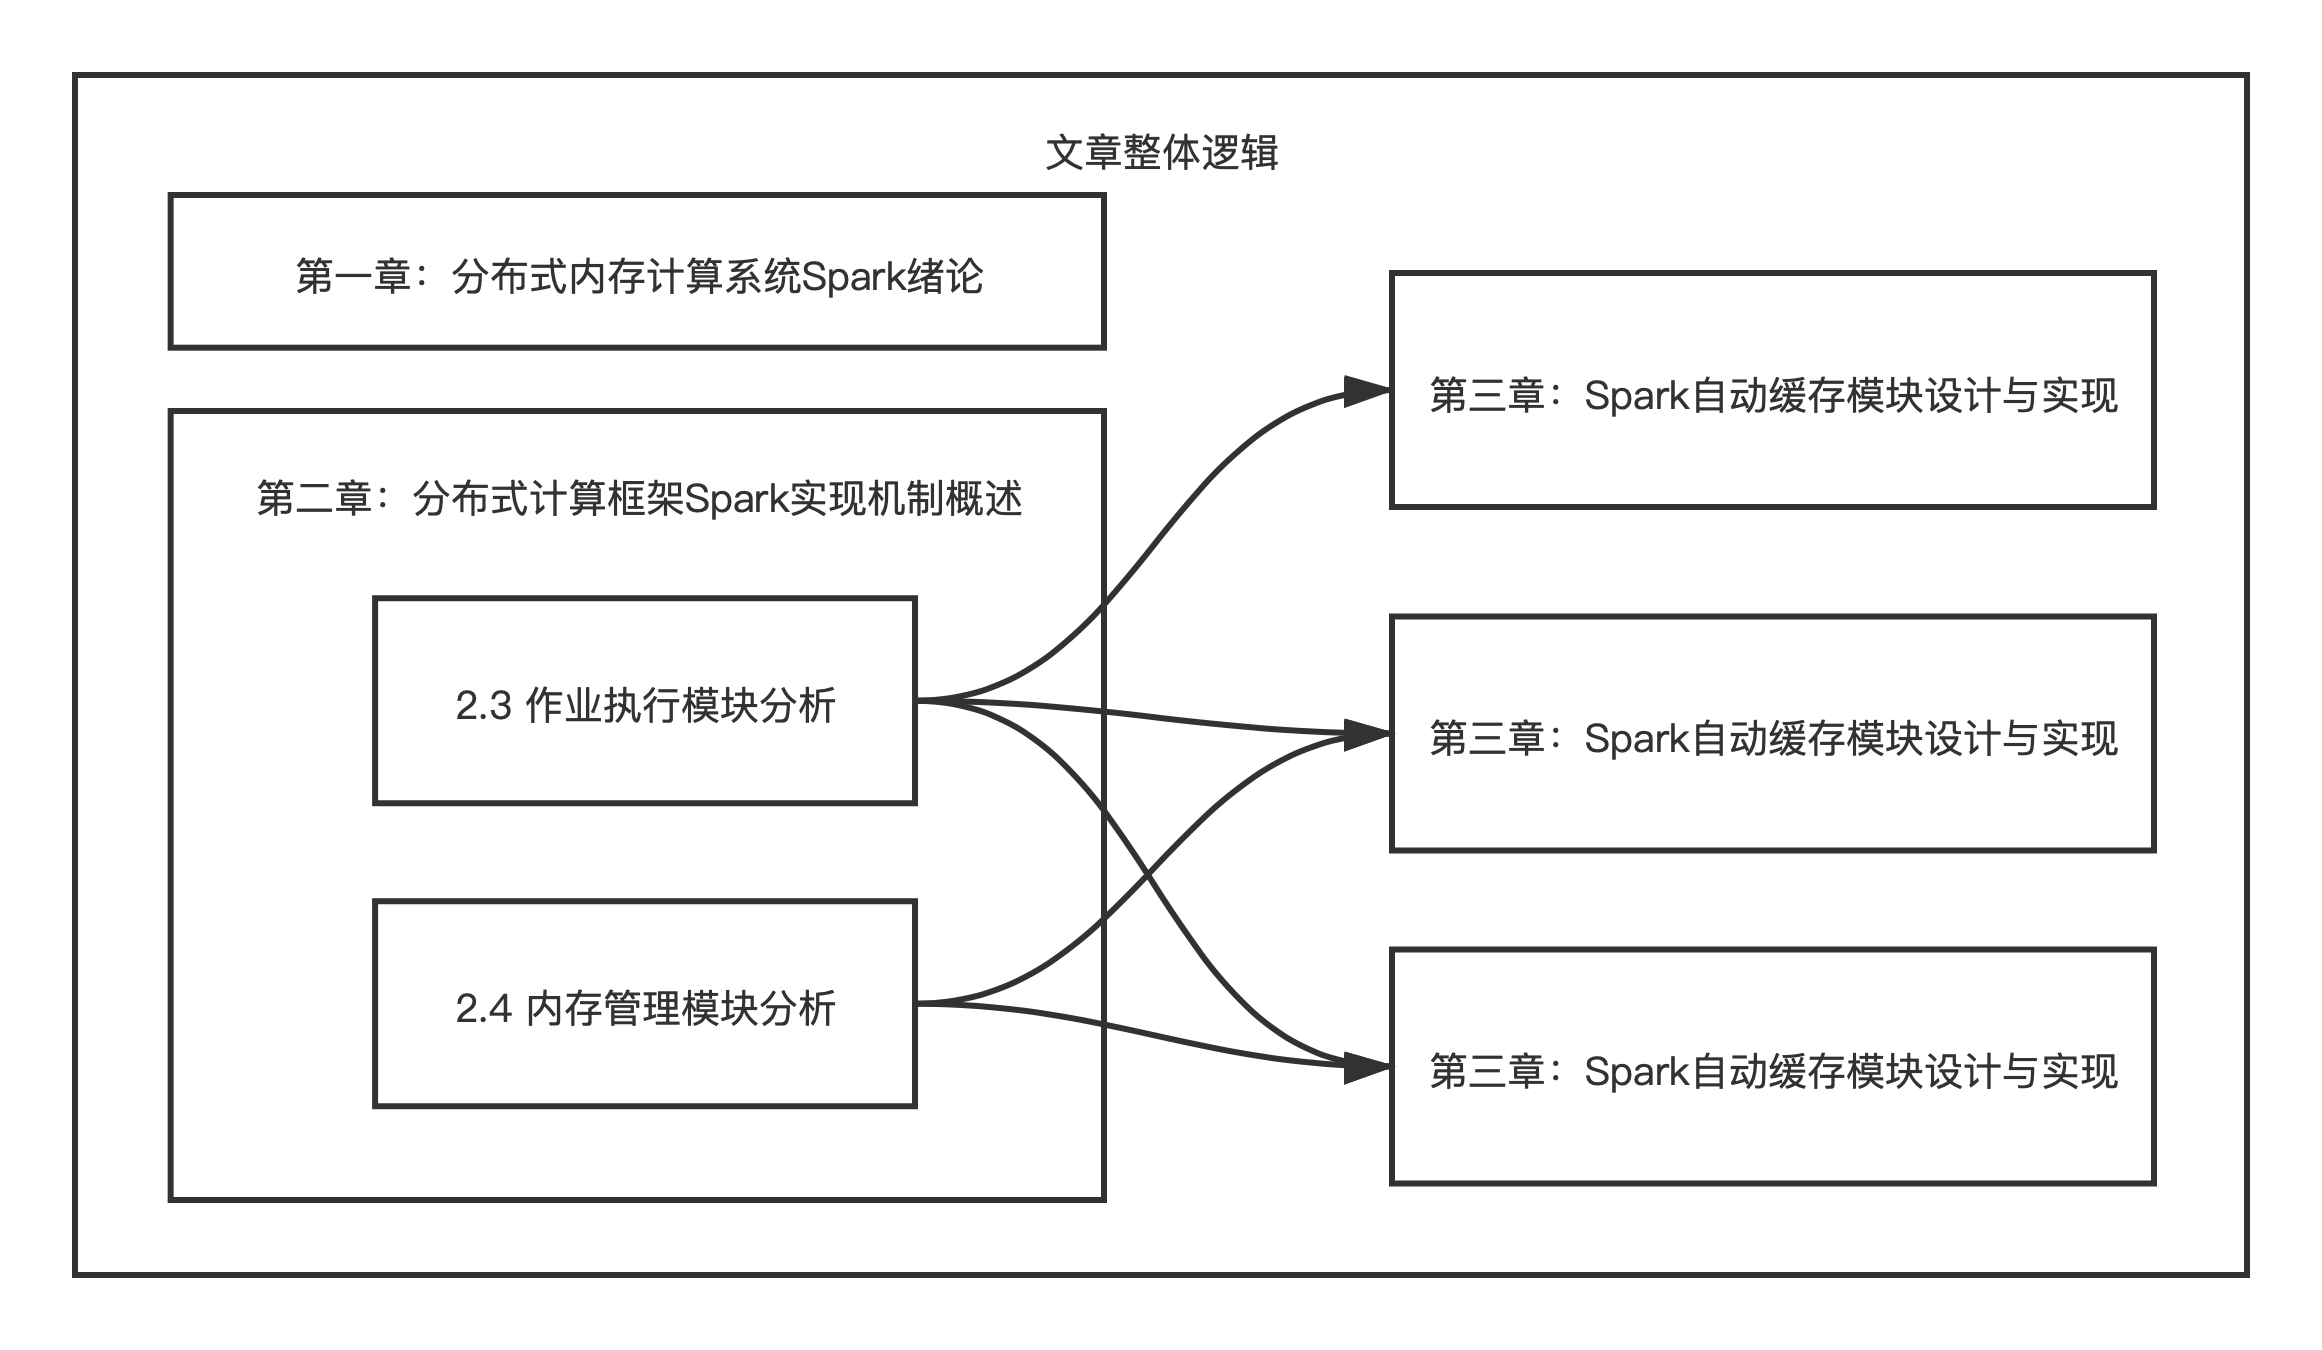 文章整体逻辑
第一章：分布式内存计算系统Spark绪论
第二章：分布式计算框架Spark实现机制概述
2.3 作业执行模块分析
2.4 内存管理模块分析
第三章：Spark自动缓存模块设计与实现
第三章：Spark自动缓存模块设计与实现
第三章：Spark自动缓存模块设计与实现